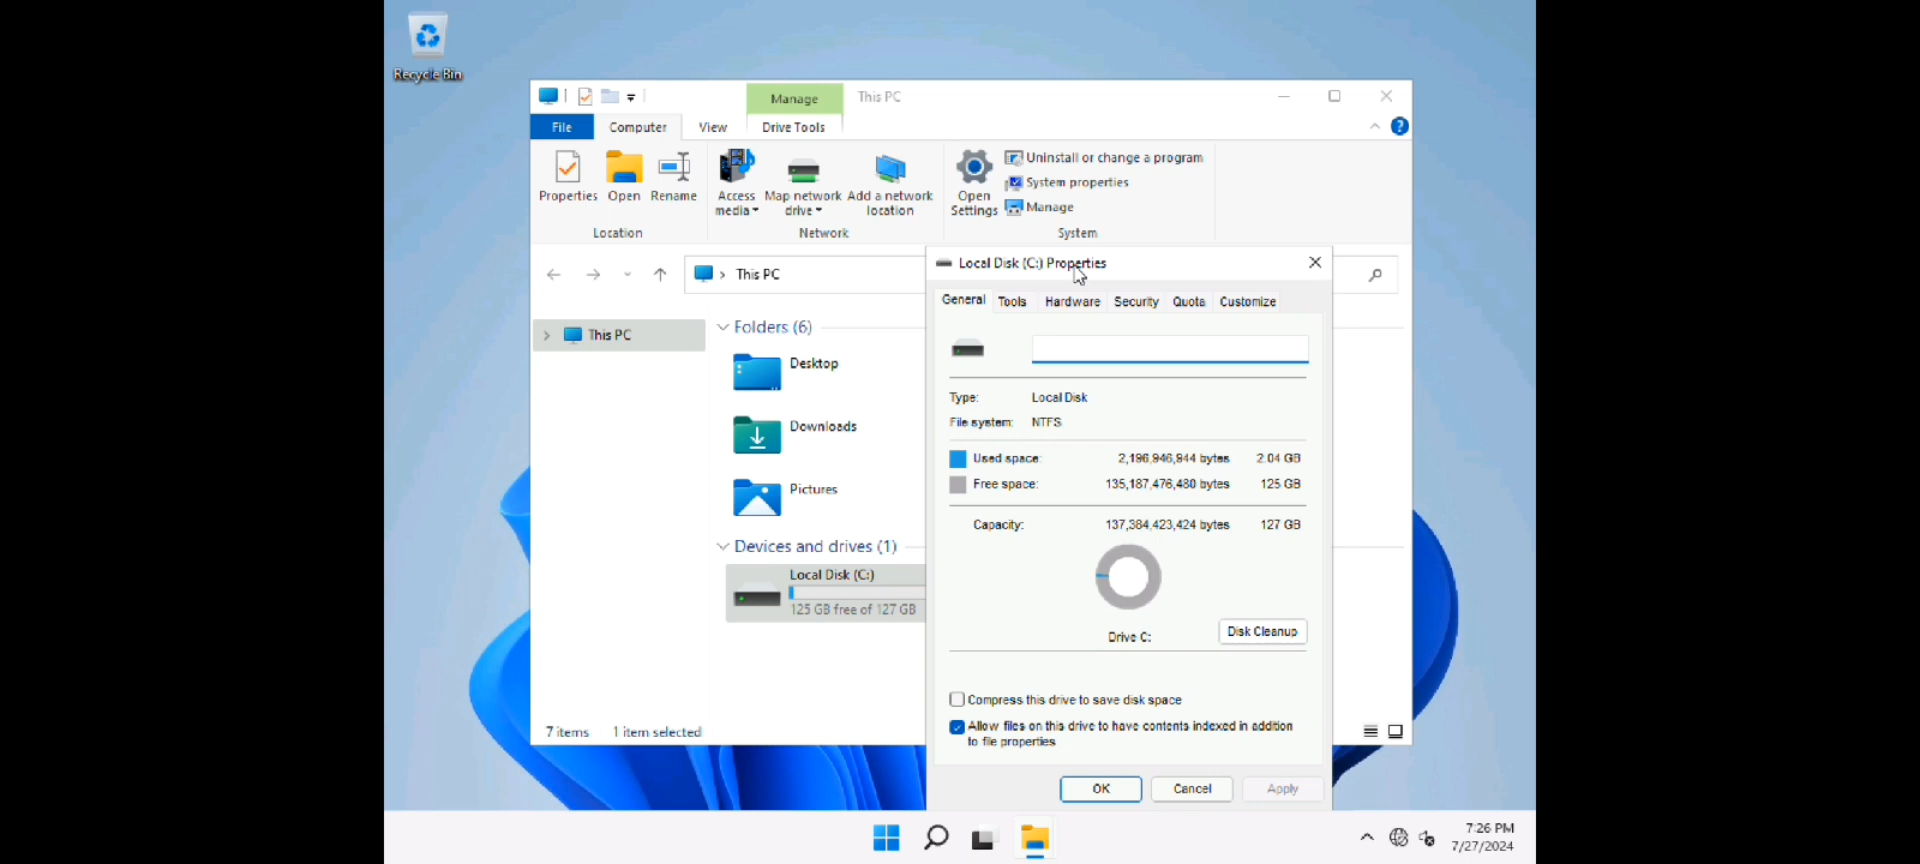 Recycle Bin
Manage
This PC
File
Computer
View
Drive Tools
Properties
Open
Rename
Access media
Map network drive
Add a network location
Open Settings
Uninstall or change a program
System properties
Manage
Location
Network
System
This PC
Local Disk (C:) Properties
General
Tools
Hardware
Security
Quota
Customize
This PC
Folders (6)
Desktop
Downloads
Pictures
Devices and drives (1)
Local Disk (C:)
125 GB free of 127 GB
Type: Local Disk
File system: NTFS
Used space: 2,196,946,944 bytes 2.04 GB
Free space: 135,187,476,480 bytes 125 GB
Capacity: 137,384,423,424 bytes 127 GB
Drive C:
Disk Cleanup
Compress this drive to save disk space
Allow files on this drive to have contents indexed in addition
to file properties
OK
Cancel
Apply
7 items
1 item selected
7:26 PM
7/27/2024